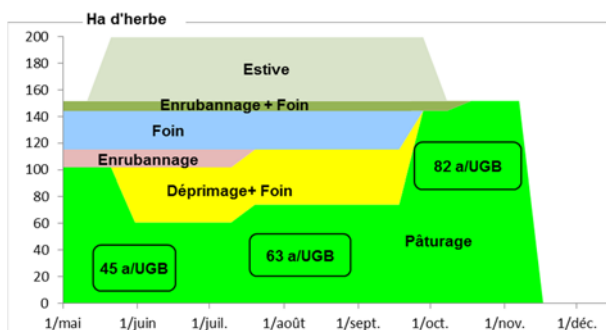 Ha d'herbe
200
180
160
140
120
100
80
60
40
20
0
Estive
Enrubannage + Foin
Foin
Enrubannage
Déprimage+ Foin
82 a/UGB
63 a/UGB
45 a/UGB
Pâturage
1/mai 1/juin 1/juil. 1/août 1/sept. 1/oct. 1/nov. 1/déc.